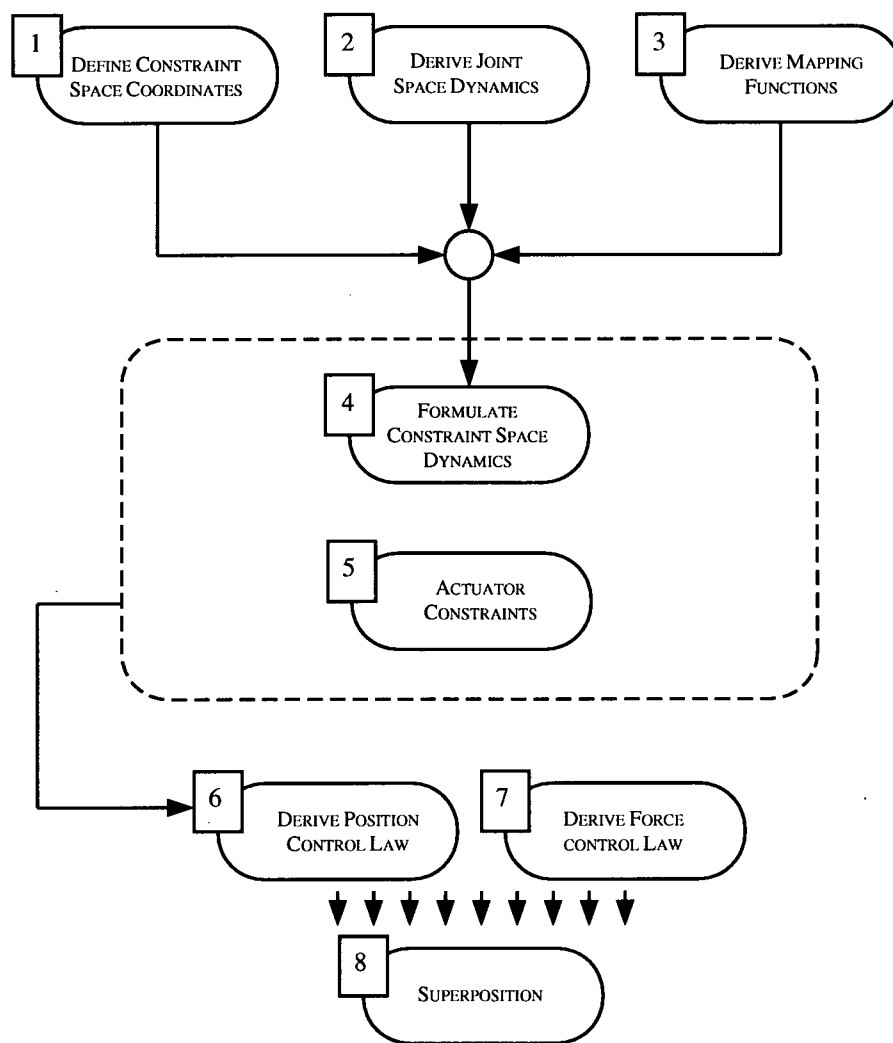 1
DEFINE CONSTRAINT
SPACE COORDINATES
2
DERIVE JOINT
SPACE DYNAMICS
3
DERIVE MAPPING
FUNCTIONS
4
FORMULATE
CONSTRAINT SPACE
DYNAMICS
5
ACTUATOR
CONSTRAINTS
6
DERIVE POSITION
CONTROL LAW
7
DERIVE FORCE
CONTROL LAW
8
SUPERPOSITION